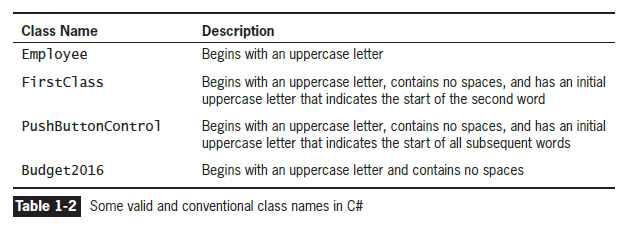 Class Name Description
Employee Begins with an uppercase letter
FirstClass Begins with an uppercase letter, contains no spaces, and has an initial
uppercase letter that indicates the start of the second word
PushButtonControl Begins with an uppercase letter, contains no spaces, and has an initial
uppercase letter that indicates the start of all subsequent words
Budget2016 Begins with an uppercase letter and contains no spaces
Table 1-2 Some valid and conventional class names in C#